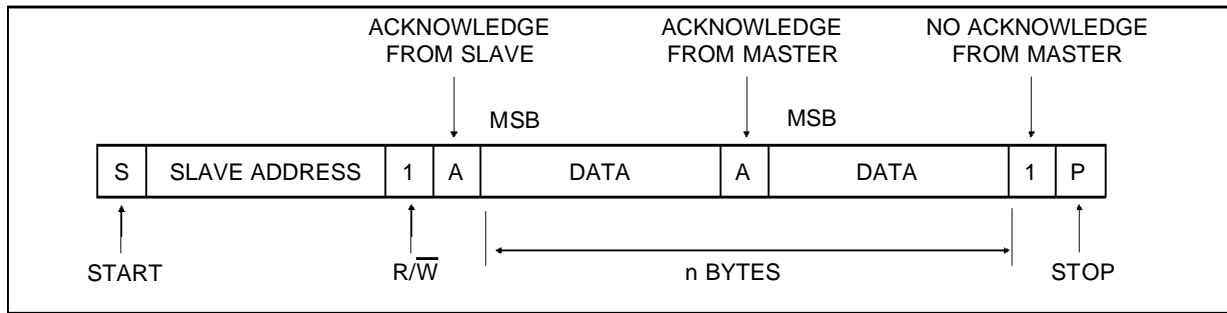 ACKNOWLEDGE
FROM SLAVE
ACKNOWLEDGE
FROM MASTER
NO ACKNOWLEDGE
FROM MASTER
MSB
MSB
S SLAVE ADDRESS 1 A DATA A DATA 1 P
START
R/W̅
n BYTES
STOP